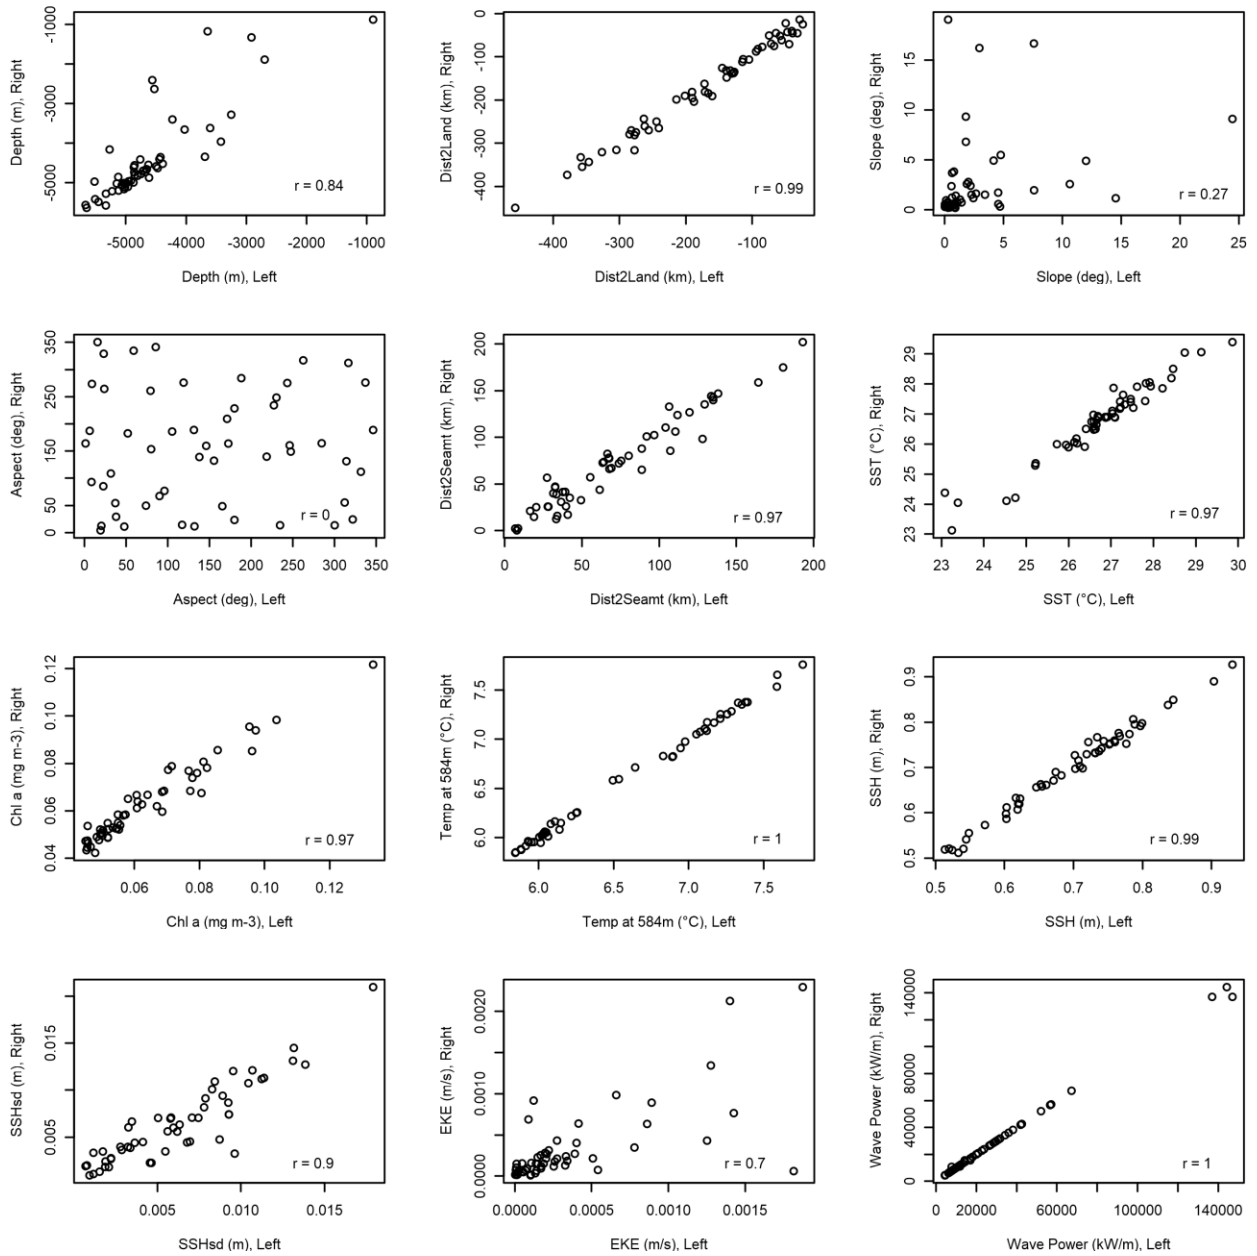 Depth (m), Right
-1000
-3000
-5000
r = 0.84
-5000 -4000 -3000 -2000 -1000
Depth (m), Left
Dist2Land (km), Right
0
-100
-200
-300
-400
r = 0.99
-400 -300 -200 -100 0
Dist2Land (km), Left
Slope (deg), Right
15
10
5
0
r = 0.27
0 5 10 15 20 25
Slope (deg), Left
Aspect (deg), Right
350
250
150
50
0
r = 0
0 50 100 150 200 250 300 350
Aspect (deg), Left
Dist2Seamt (km), Right
200
150
100
50
0
r = 0.97
0 50 100 150 200
Dist2Seamt (km), Left
SST (°C), Right
29
28
27
26
25
24
23
r = 0.97
23 24 25 26 27 28 29 30
SST (°C), Left
Chl a (mg m-3), Right
0.12
0.10
0.08
0.06
0.04
r = 0.97
0.06 0.08 0.10 0.12
Chl a (mg m-3), Left
Temp at 584m (°C), Right
7.5
7.0
6.5
6.0
r = 1
6.0 6.5 7.0 7.5
Temp at 584m (°C), Left
SSH (m), Right
0.9
0.8
0.7
0.6
0.5
r = 0.99
0.5 0.6 0.7 0.8 0.9
SSH (m), Left
SSHsd (m), Right
0.015
0.010
0.005
r = 0.9
0.005 0.010 0.015
SSHsd (m), Left
EKE (m/s), Right
0.0020
0.0010
0.0000
r = 0.7
0.0000 0.0005 0.0010 0.0015
EKE (m/s), Left
Wave Power (kW/m), Right
140000
80000
40000
0
r = 1
0 20000 60000 100000 140000
Wave Power (kW/m), Left